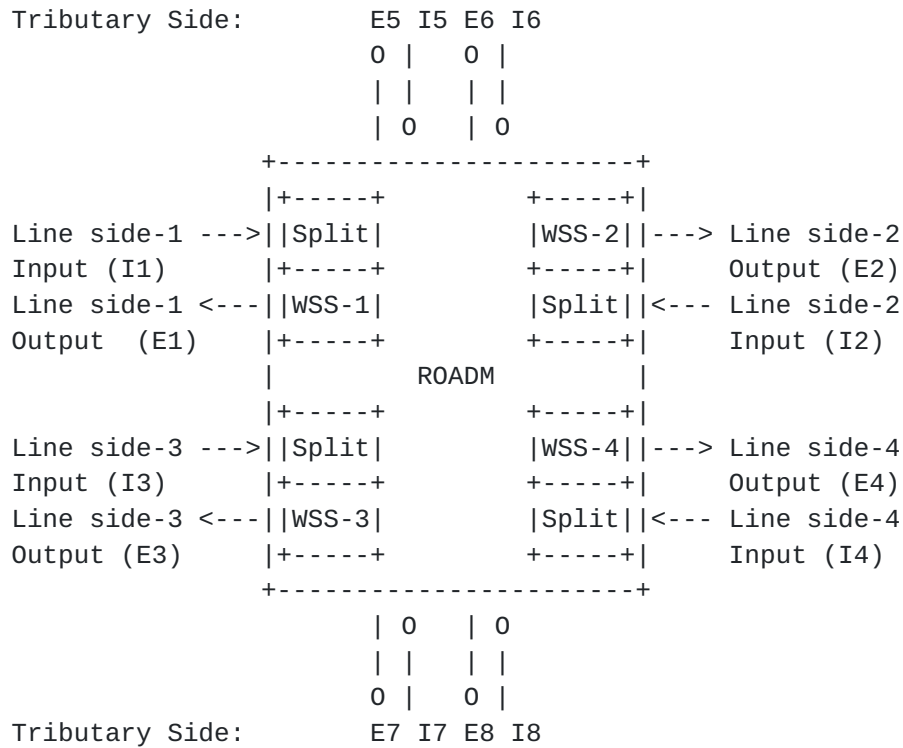 Tributary Side:        E5 I5 E6 I6
                       O |   O |
                       | |   | |
                       | O   | O
                +-----------------------+
                |+-----+         +-----+|
Line side-1 --->||Split|         |WSS-2||---> Line side-2
Input (I1)      |+-----+         +-----+|     Output (E2)
Line side-1 <---||WSS-1|         |Split||<--- Line side-2
Output  (E1)    |+-----+         +-----+|     Input (I2)
                |         ROADM         |
                |+-----+         +-----+|
Line side-3 --->||Split|         |WSS-4||---> Line side-4
Input (I3)      |+-----+         +-----+|     Output (E4)
Line side-3 <---||WSS-3|         |Split||<--- Line side-4
Output (E3)     |+-----+         +-----+|     Input (I4)
                +-----------------------+
                       | O   | O
                       | |   | |
                       O |   O |
Tributary Side:        E7 I7 E8 I8